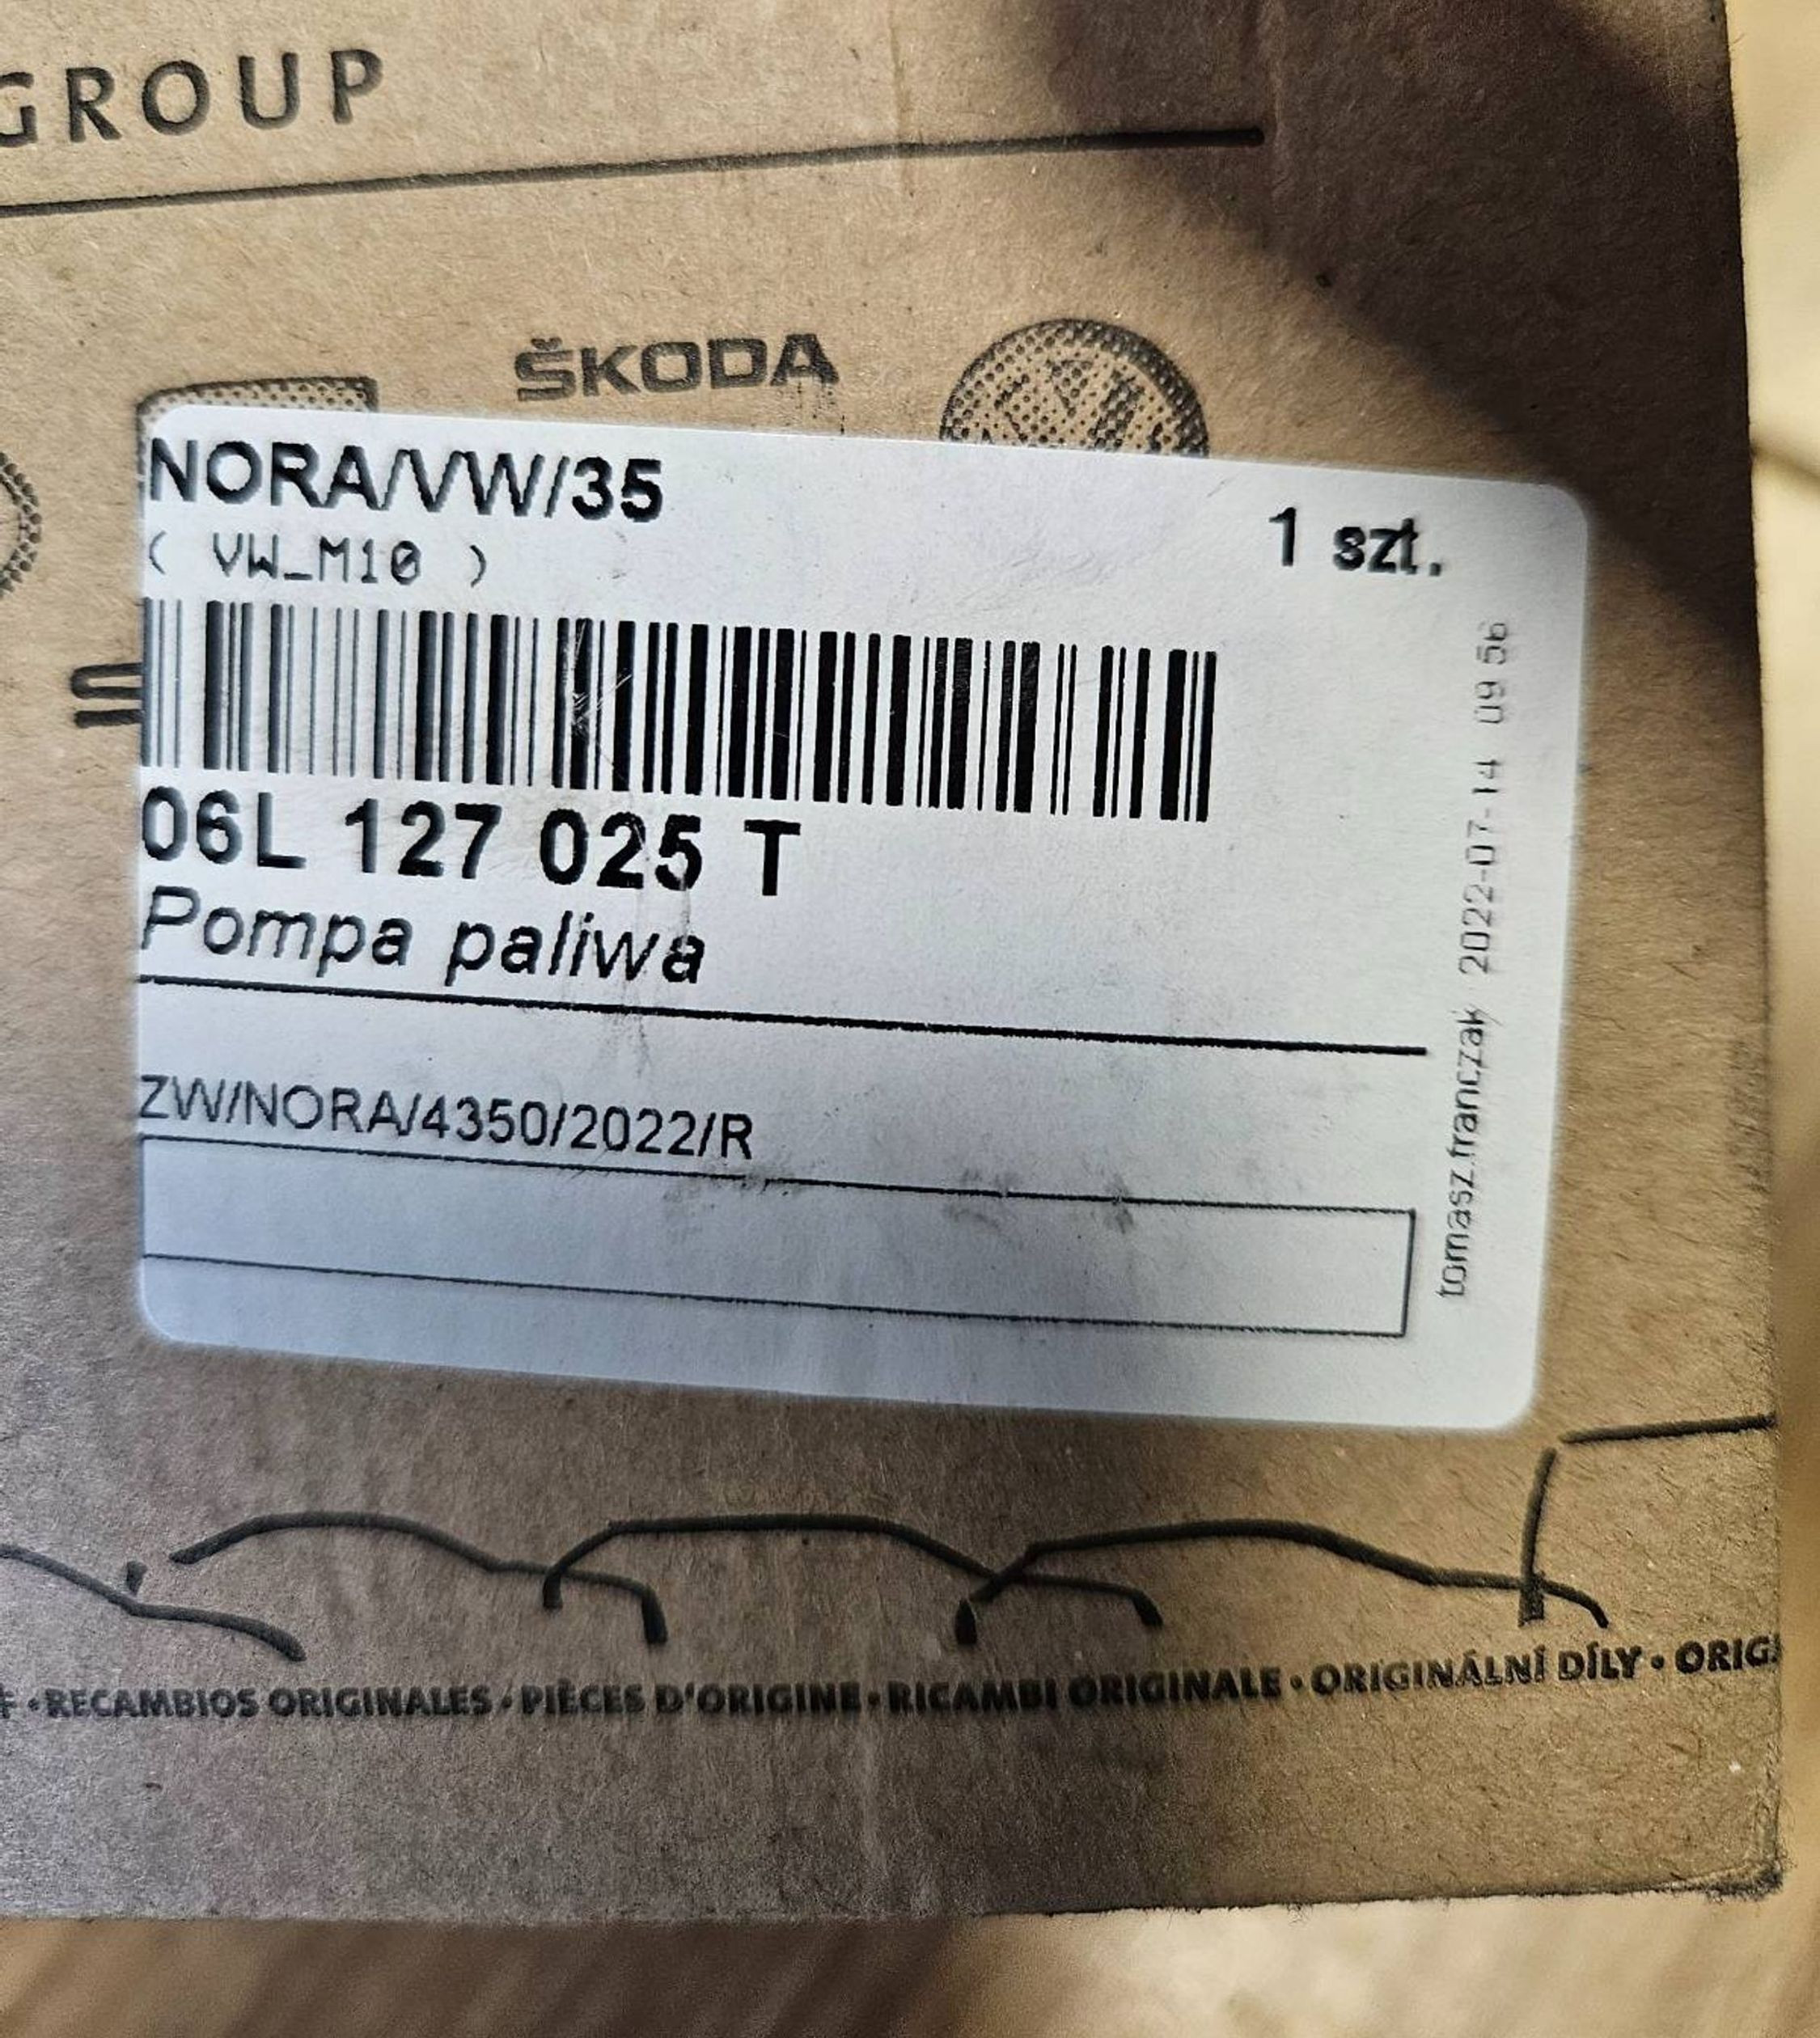 GROUP
ŠKODA
NORA/VW/35
1 szt.
( VW_M10 )
06L 127 025 T
Pompa paliwa
ZW/NORA/4350/2022/R
tomasz.franczak 2022-07-14 09 56
• RECAMBIOS ORIGINALES • PIÈCES D'ORIGINE • RICAMBI ORIGINALE • ORIGINÁLNÍ DÍLY •